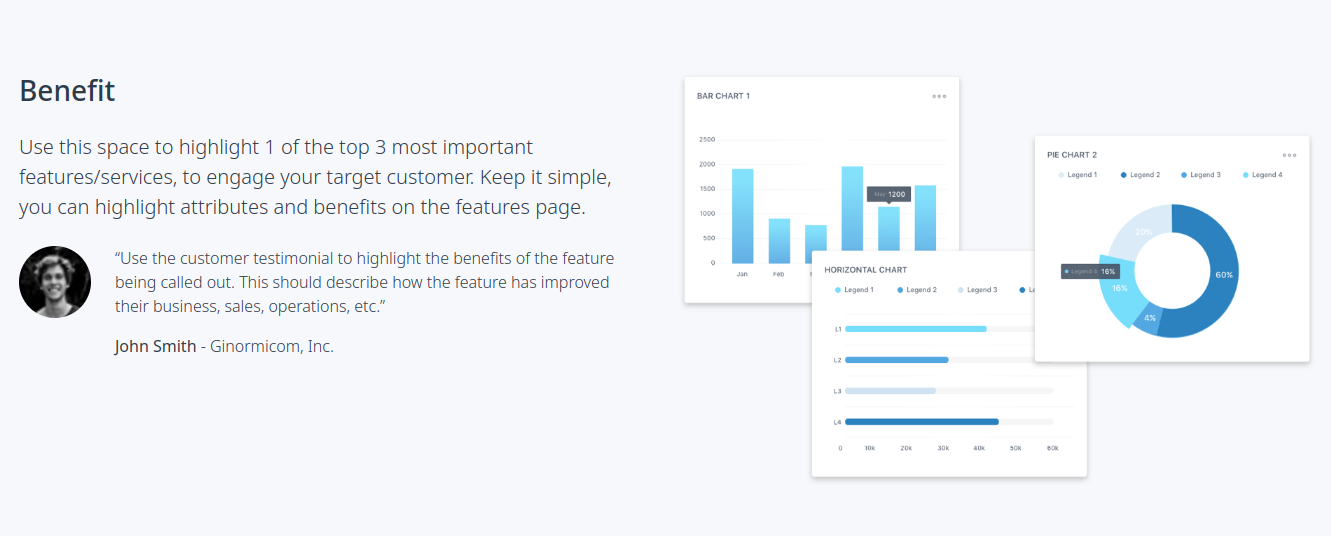 Benefit
Use this space to highlight 1 of the top 3 most important
features/services, to engage your target customer. Keep it simple,
you can highlight attributes and benefits on the features page.
“Use the customer testimonial to highlight the benefits of the feature
being called out. This should describe how the feature has improved
their business, sales, operations, etc.”
John Smith - Ginormicom, Inc.
BAR CHART 1
2500
2000
1500
1000
500
0
1200
Jan
Feb
HORIZONTAL CHART
Legend 1
Legend 2
Legend 3
L1
L2
L3
L4
0
10k
20k
30k
40k
50k
60k
PIE CHART 2
Legend 1
Legend 2
Legend 3
Legend 4
20%
60%
Legend 4 16%
16%
4%